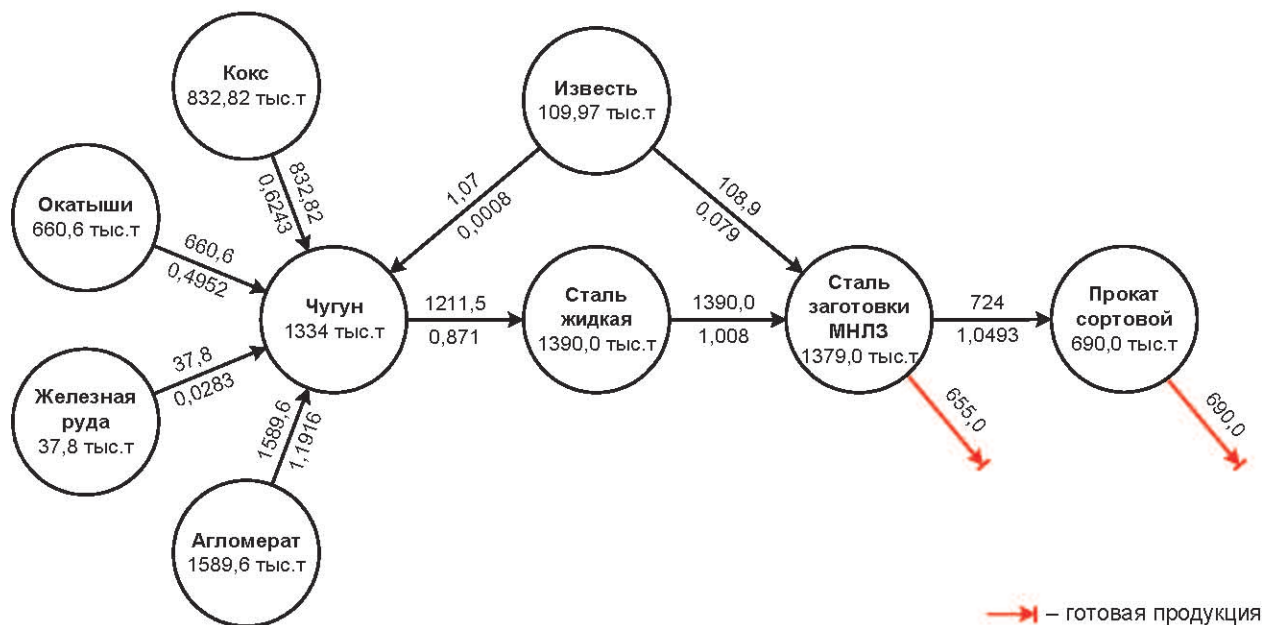 Кокс
832,82 тыс.т
Известь
109,97 тыс.т
Окатыши
660,6 тыс.т
832,82
0,6243
1,07
0,0008
108,9
0,079
660,6
0,4952
Чугун
1334 тыс.т
1211,5
0,871
Сталь
жидкая
1390,0 тыс.т
1390,0
1,008
Сталь
заготовки
МНЛЗ
1379,0 тыс.т
724
1,0493
Прокат
сортовой
690,0 тыс.т
37,8
0,0283
Железная
руда
37,8 тыс.т
1589,6
1,1916
655,0
690,0
Агломерат
1589,6 тыс.т
– готовая продукция